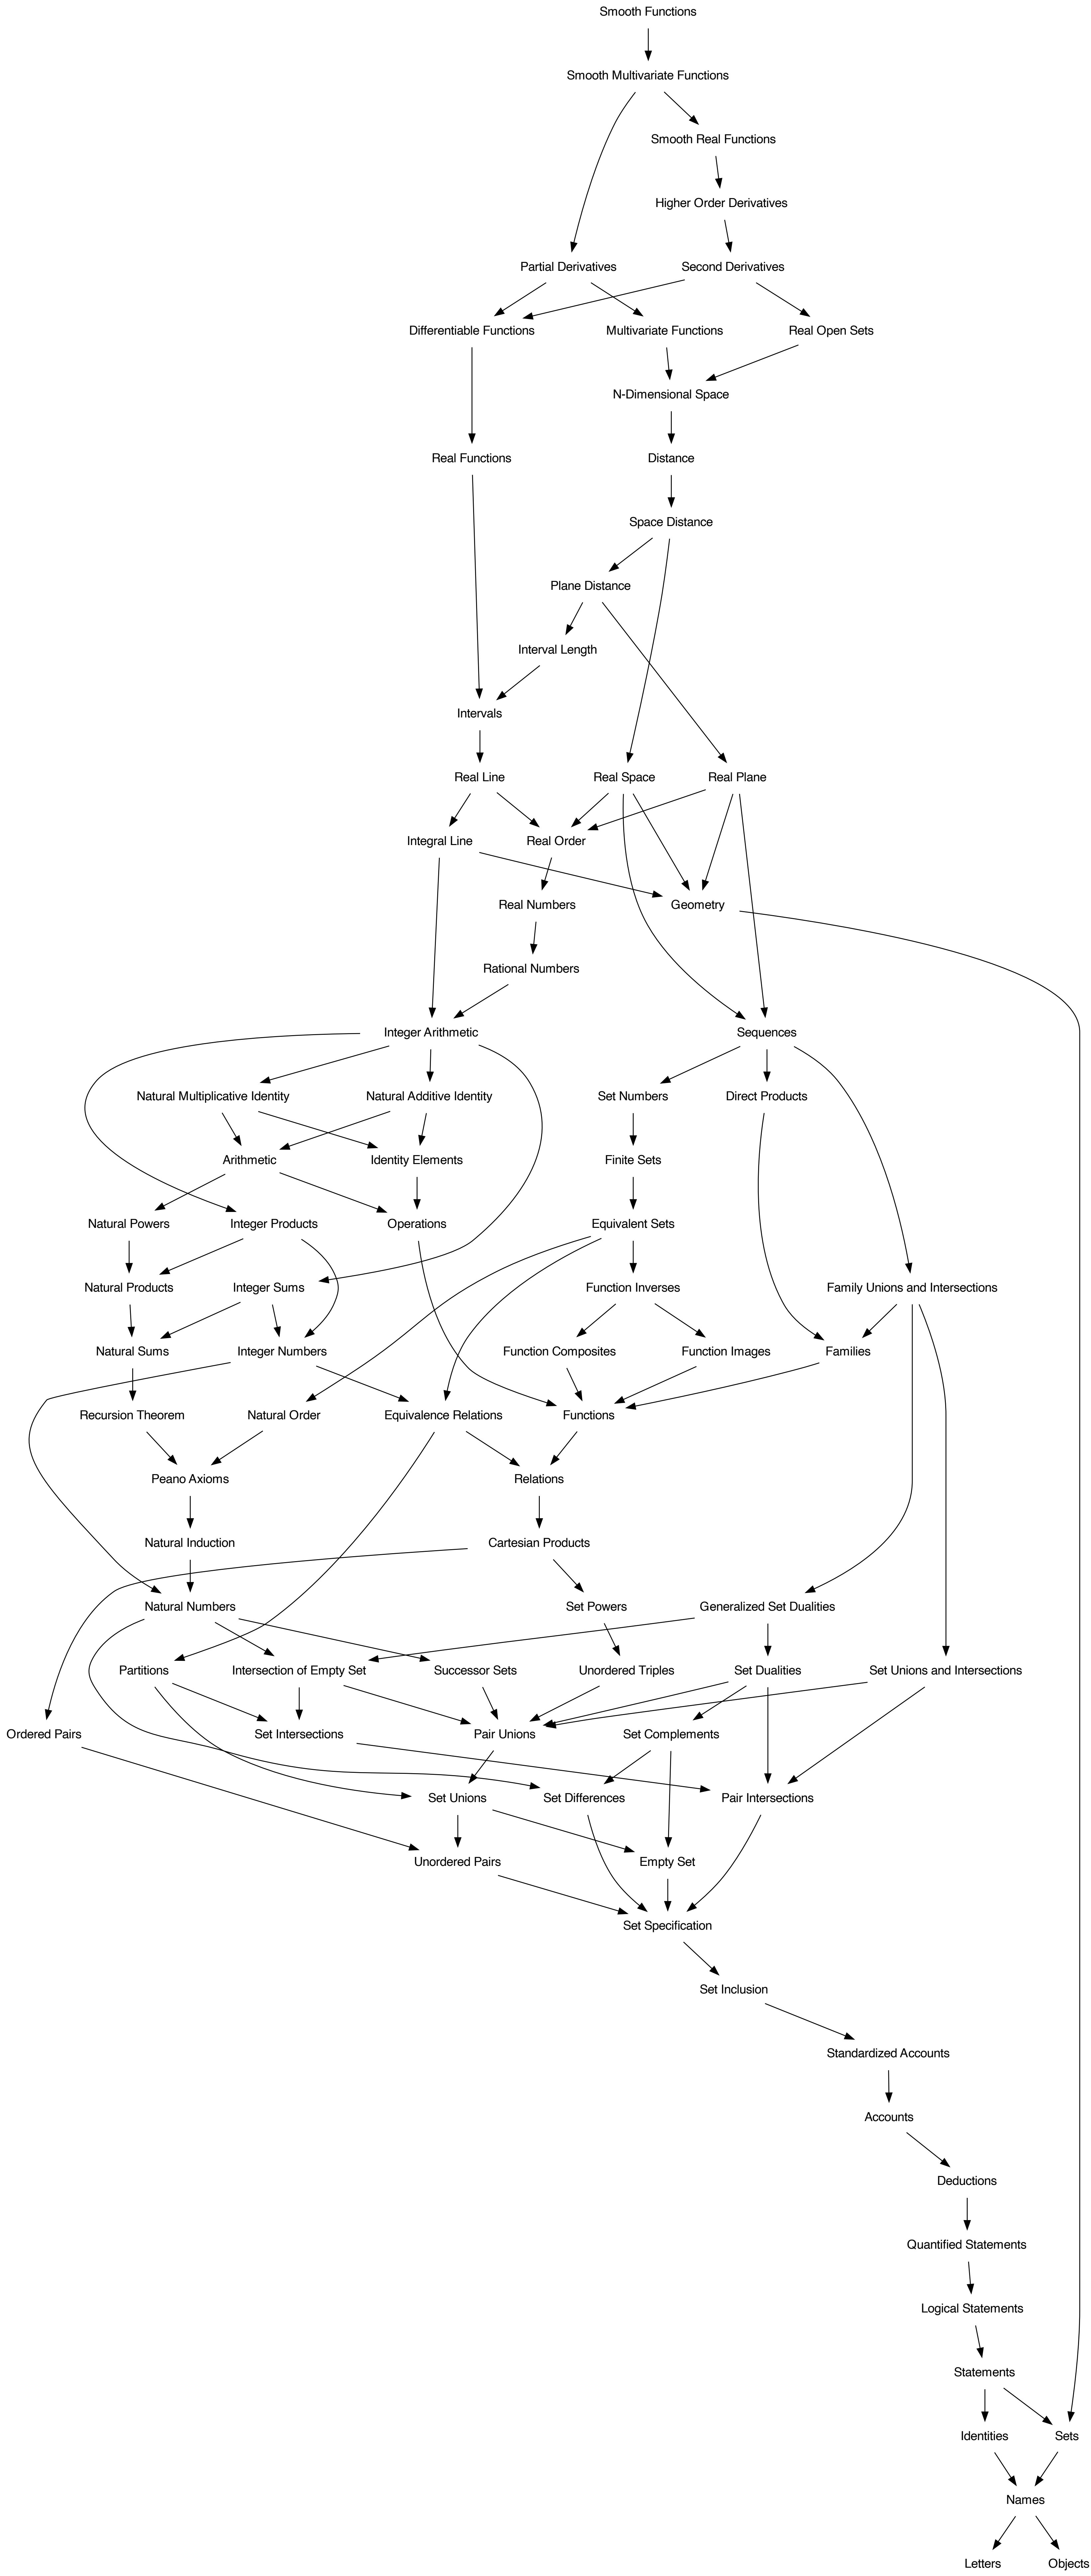 Smooth Functions
Smooth Multivariate Functions
Smooth Real Functions
Higher Order Derivatives
Partial Derivatives
Second Derivatives
Differentiable Functions
Multivariate Functions
Real Open Sets
N-Dimensional Space
Real Functions
Distance
Space Distance
Plane Distance
Interval Length
Intervals
Real Line
Real Space
Real Plane
Integral Line
Real Order
Real Numbers
Geometry
Rational Numbers
Integer Arithmetic
Sequences
Natural Multiplicative Identity
Natural Additive Identity
Set Numbers
Direct Products
Arithmetic
Identity Elements
Finite Sets
Natural Powers
Integer Products
Operations
Equivalent Sets
Natural Products
Integer Sums
Function Inverses
Family Unions and Intersections
Natural Sums
Integer Numbers
Function Composites
Function Images
Families
Recursion Theorem
Natural Order
Equivalence Relations
Functions
Peano Axioms
Relations
Natural Induction
Cartesian Products
Natural Numbers
Set Powers
Generalized Set Dualities
Partitions
Intersection of Empty Set
Successor Sets
Unordered Triples
Set Dualities
Set Unions and Intersections
Ordered Pairs
Set Intersections
Pair Unions
Set Complements
Set Unions
Set Differences
Pair Intersections
Unordered Pairs
Empty Set
Set Specification
Set Inclusion
Standardized Accounts
Accounts
Deductions
Quantified Statements
Logical Statements
Statements
Identities
Sets
Names
Letters
Objects